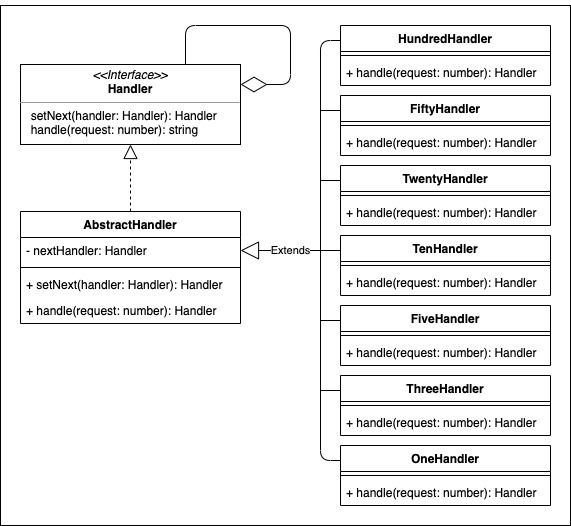 <<Interface>>
Handler
setNext(handler: Handler): Handler
handle(request: number): string
AbstractHandler
- nextHandler: Handler
+ setNext(handler: Handler): Handler
+ handle(request: number): Handler
Extends
HundredHandler
+ handle(request: number): Handler
FiftyHandler
+ handle(request: number): Handler
TwentyHandler
+ handle(request: number): Handler
TenHandler
+ handle(request: number): Handler
FiveHandler
+ handle(request: number): Handler
ThreeHandler
+ handle(request: number): Handler
OneHandler
+ handle(request: number): Handler